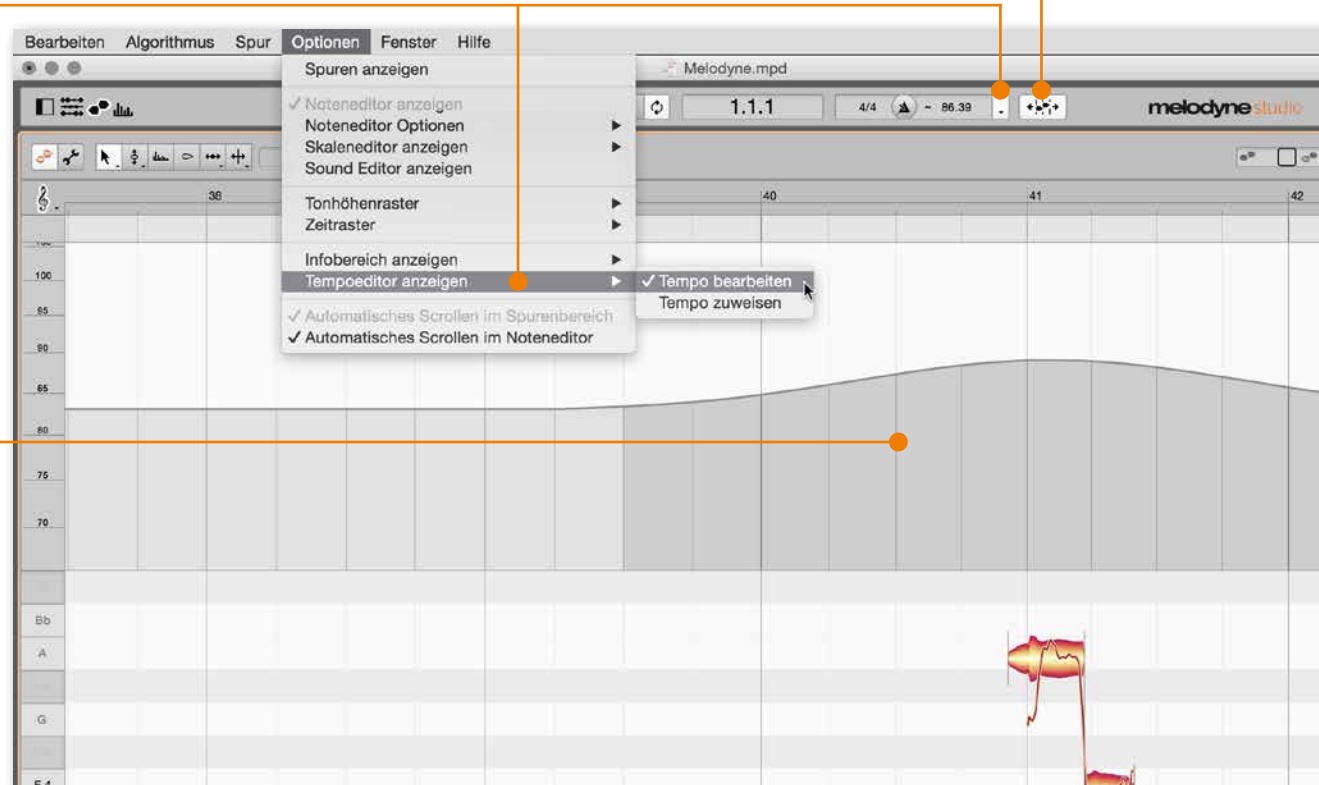 Bearbeiten Algorithmus Spur Optionen Fenster Hilfe
Spuren anzeigen
Melodyne.mpd
✓ Noteneditor anzeigen
Noteneditor Optionen
Skaleneditor anzeigen
Sound Editor anzeigen
Tonhöhenraster
Zeitraster
Infobereich anzeigen
Tempoeditor anzeigen
✓ Tempo bearbeiten
Tempo zuweisen
✓ Automatisches Scrollen im Spurenbereich
✓ Automatisches Scrollen im Noteneditor
1.1.1
4/4
~ 86.39
melodyne studio
38
40
41
42
100
95
90
85
80
75
70
Bb
A
G